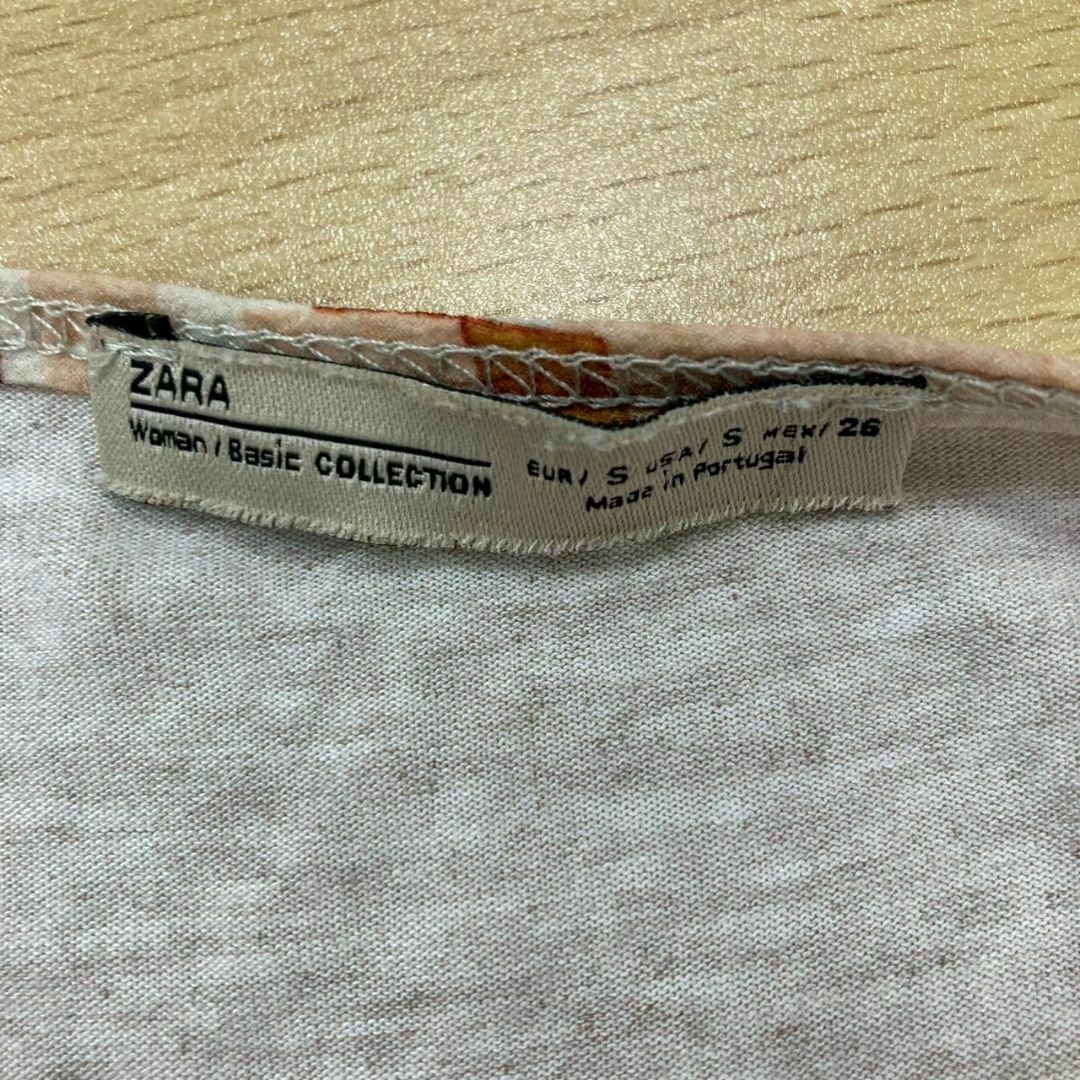 ZARA
Woman / Basic COLLECTION
EUR/ S USA/ S MEX/ 26
Made in Portugal